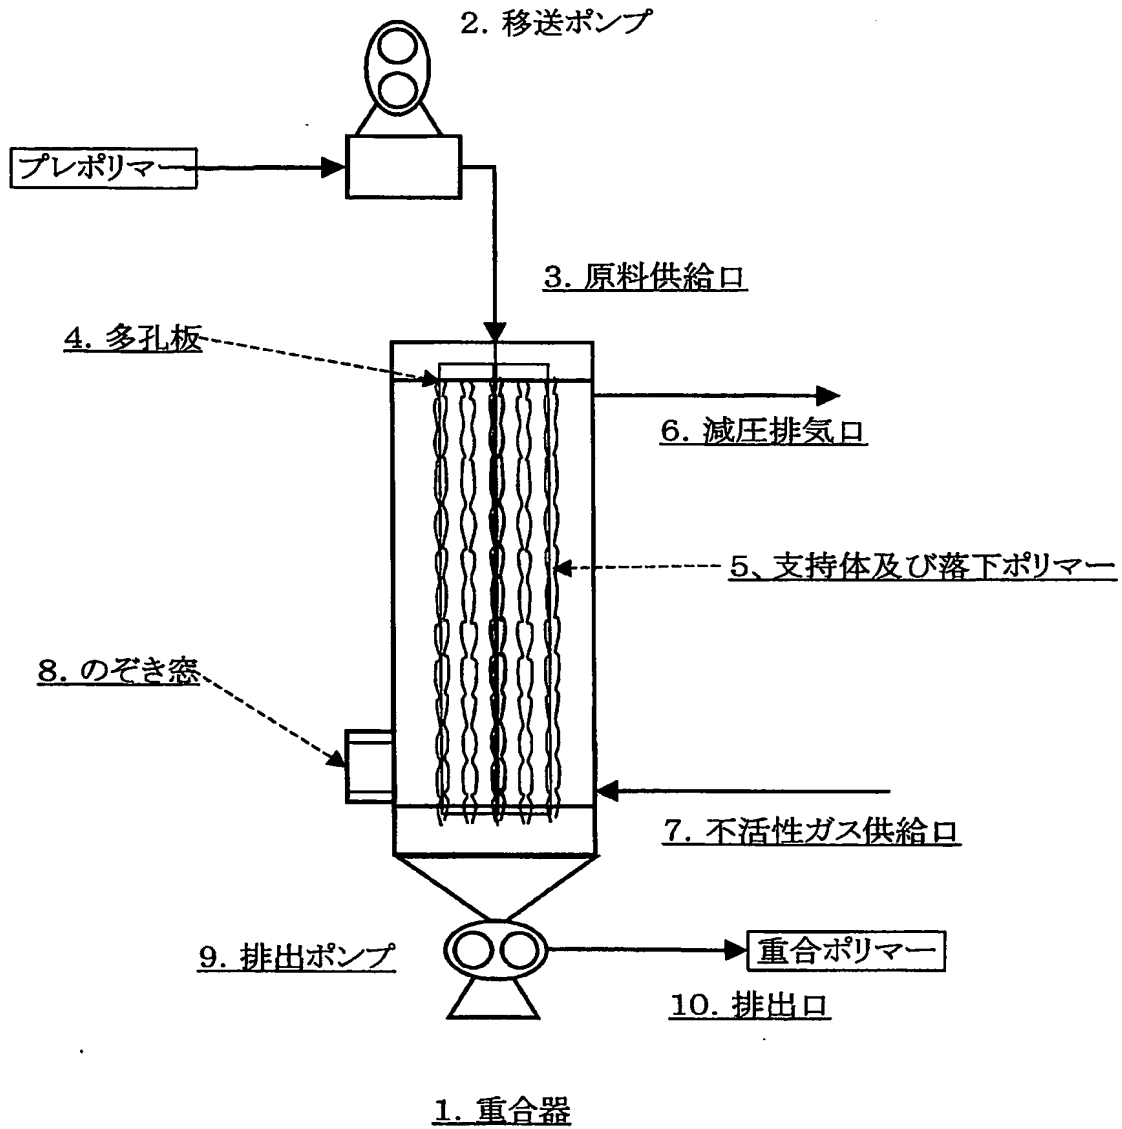 2. 移送ポンプ
プレポリマー
3. 原料供給口
4. 多孔板
6. 減圧排気口
5、支持体及び落下ポリマー
8. のぞき窓
7. 不活性ガス供給口
9. 排出ポンプ
重合ポリマー
10. 排出口
1. 重合器